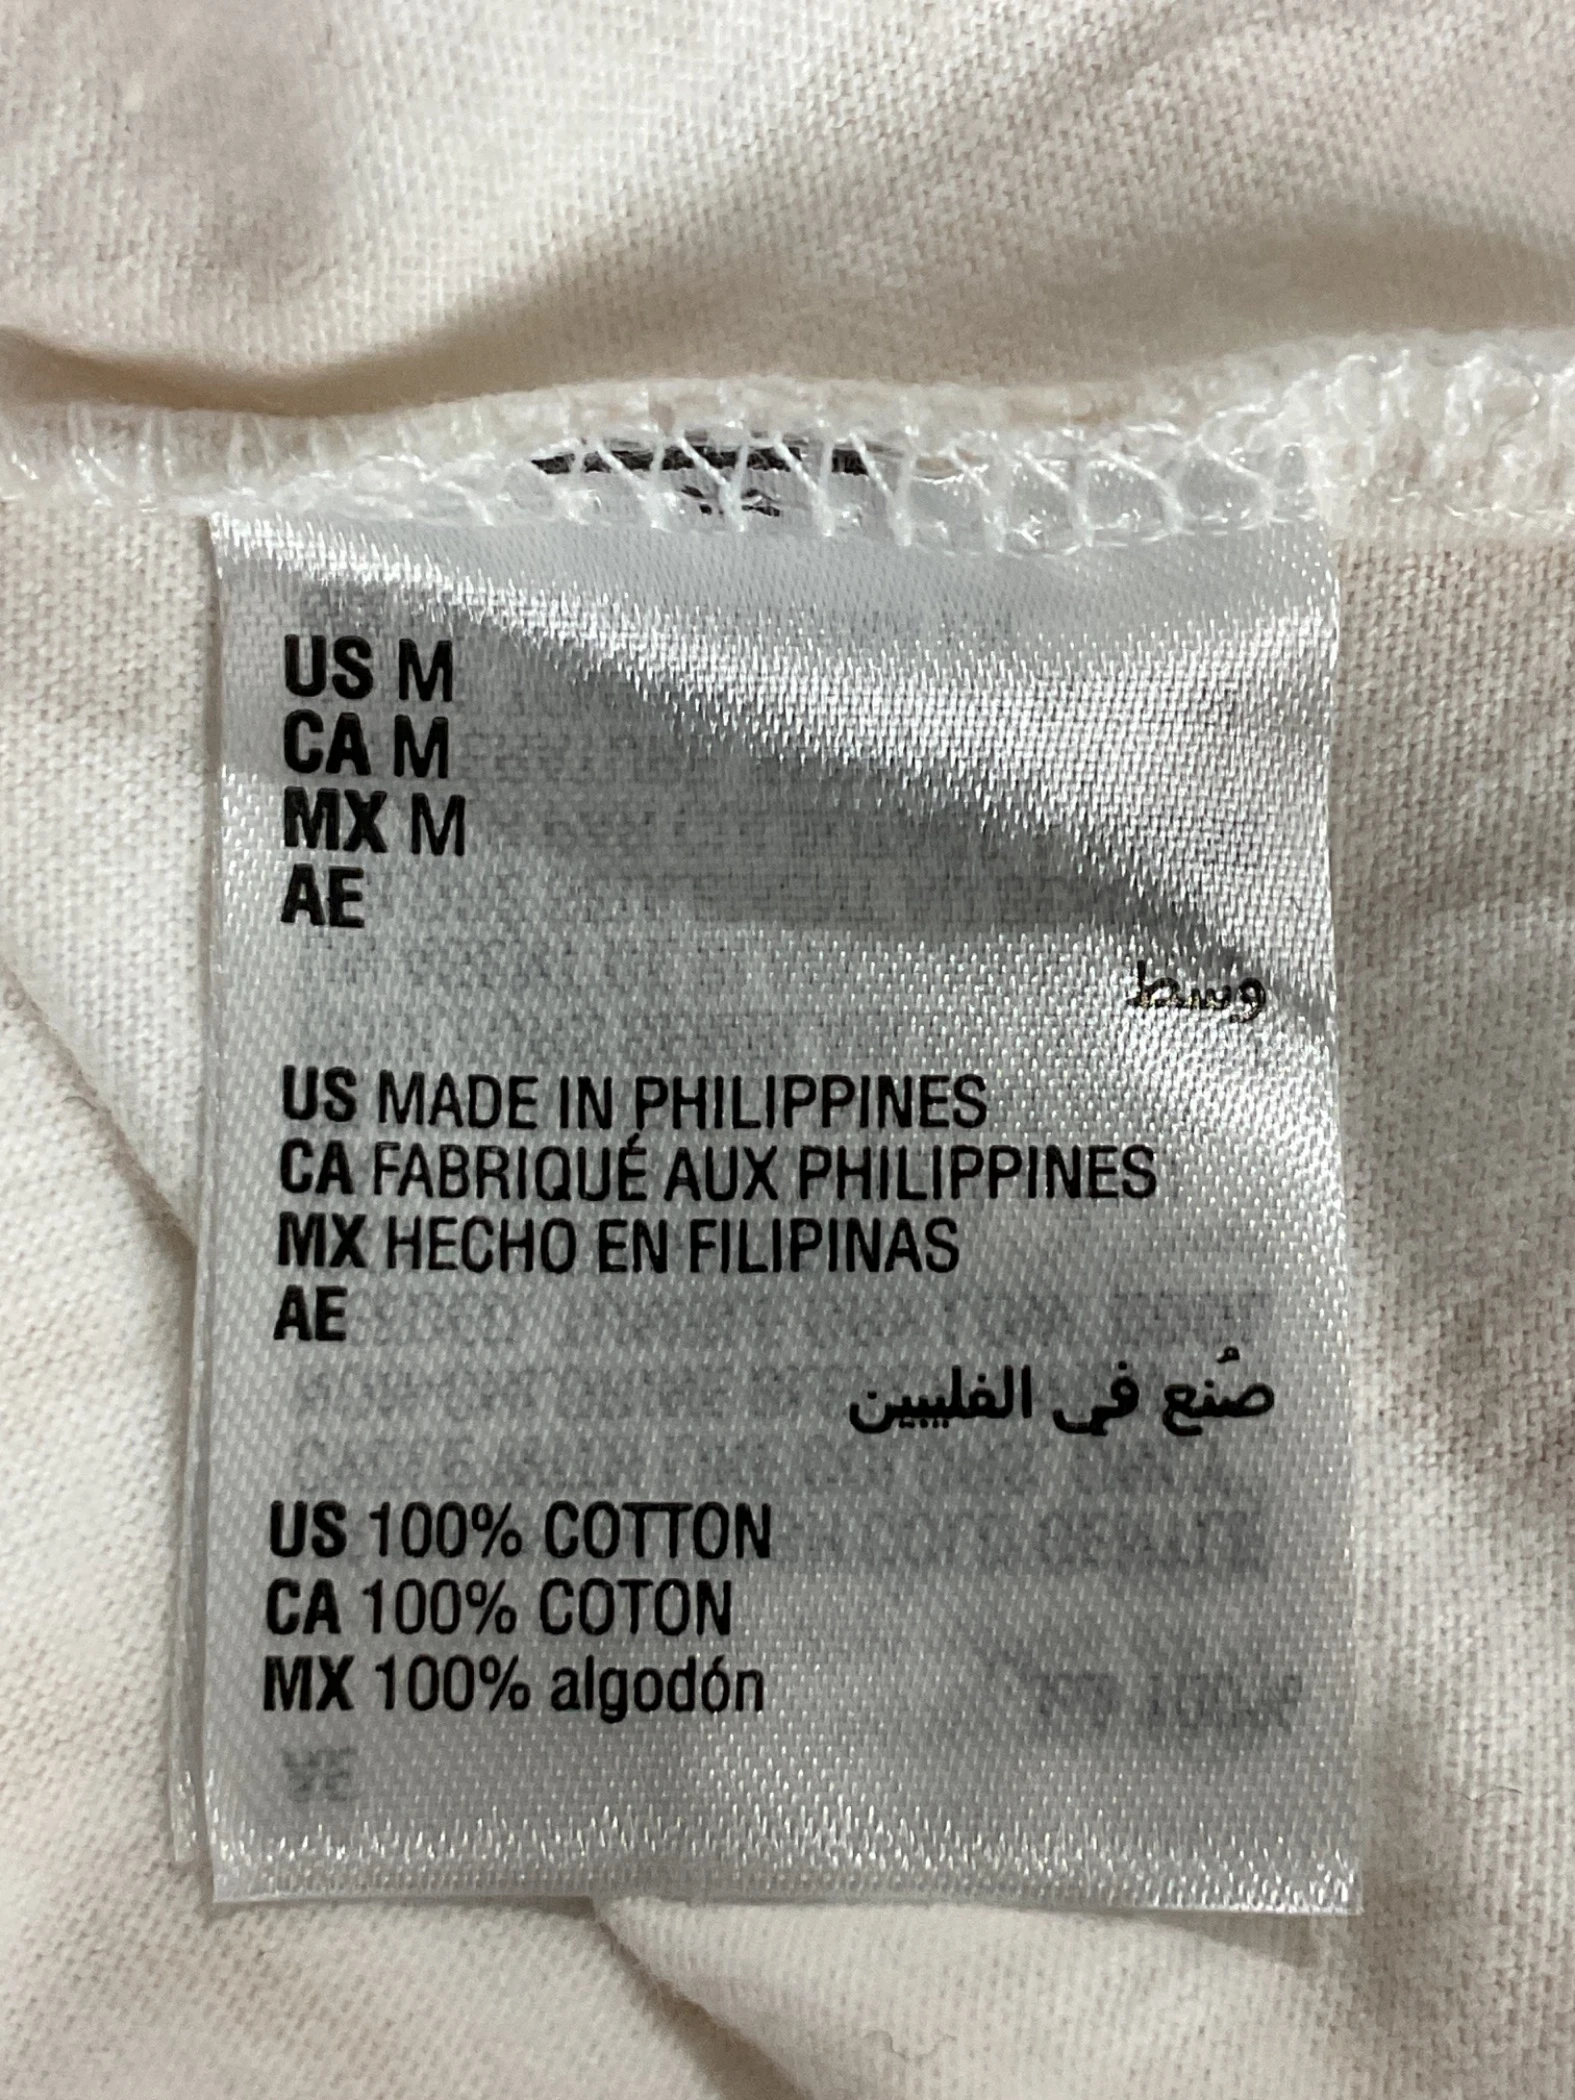 US M
CA M
MX M
AE
وسط
US MADE IN PHILIPPINES
CA FABRIQUÉ AUX PHILIPPINES
MX HECHO EN FILIPINAS
AE
صُنع في الفليبين
US 100% COTTON
CA 100% COTON
MX 100% algodón